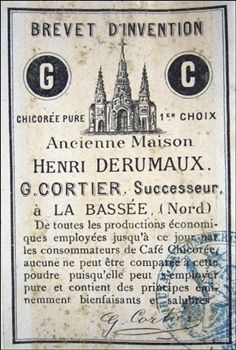 BREVET D'INVENTION
G C
CHICORÉE PURE 1ER CHOIX
Ancienne Maison
HENRI DERUMAUX.
G. CORTIER, Successeur,
à LA BASSÉE, (Nord)
De toutes les productions économi-
ques employées jusqu'à ce jour par
les consommateurs de Café Chicorée,
aucune ne peut être comparée à cette
poudre puisqu'elle peut s'employer
pure et contient des principes émi-
nemment bienfaisants et salubres.
G. Cortier